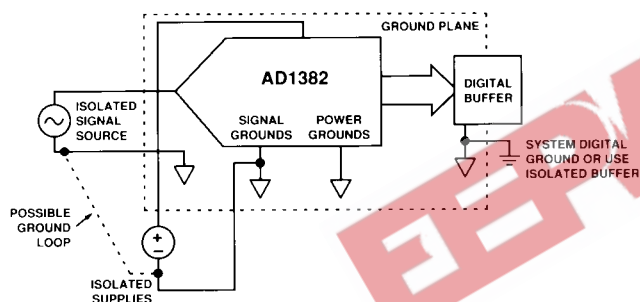 GROUND PLANE
AD1382
ISOLATED
SIGNAL
SOURCE
SIGNAL
GROUNDS
POWER
GROUNDS
DIGITAL
BUFFER
SYSTEM DIGITAL
GROUND OR USE
ISOLATED BUFFER
POSSIBLE
GROUND
LOOP
+
−
ISOLATED
SUPPLIES